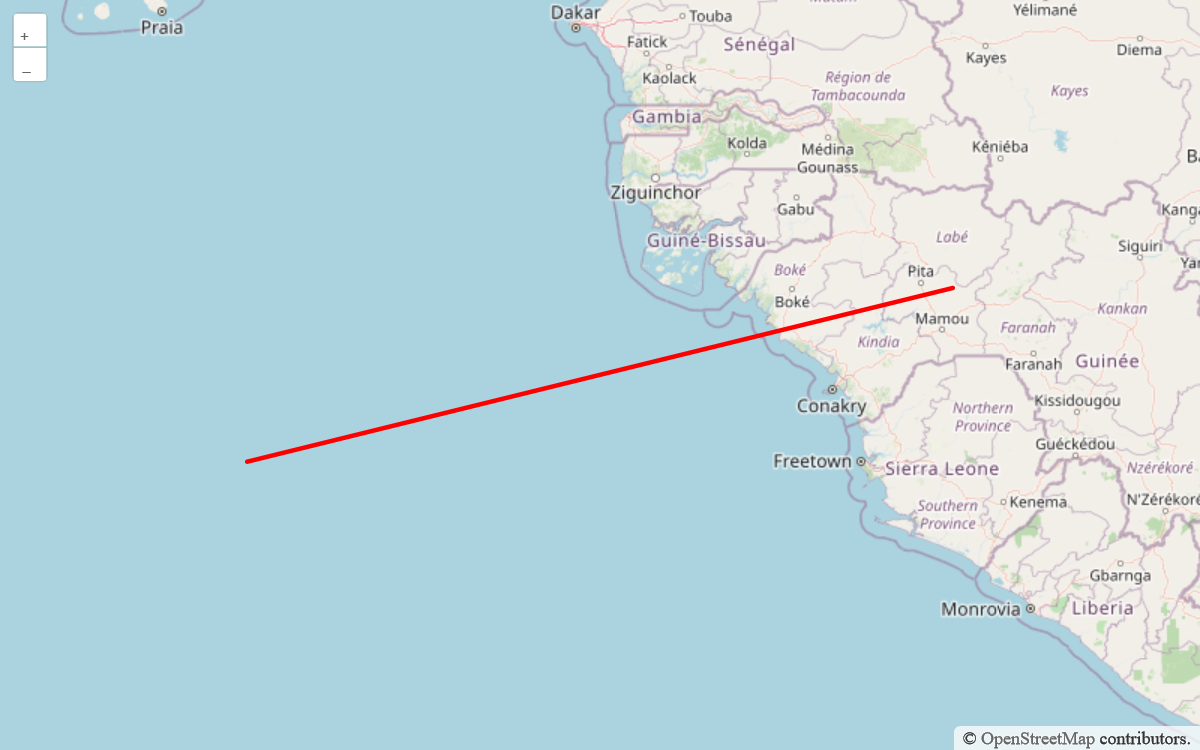 +
–
Praia
Dakar
Touba
Yélimané
Fatick
Sénégal
Diema
Kayes
Kaolack
Région de
Tambacounda
Kayes
Gambia
Kolda
Médina
Gounass
Kéniéba
Ziguinchor
Gabu
Guiné-Bissau
Labé
Siguiri
Boké
Pita
Boké
Mamou
Kankan
Faranah
Kindia
Faranah
Guinée
Conakry
Kissidougou
Northern
Province
Guéckédou
Freetown
Sierra Leone
Nzérékoré
Kenema
N'Zérékoré
Southern
Province
Gbarnga
Monrovia
Liberia
© OpenStreetMap contributors.